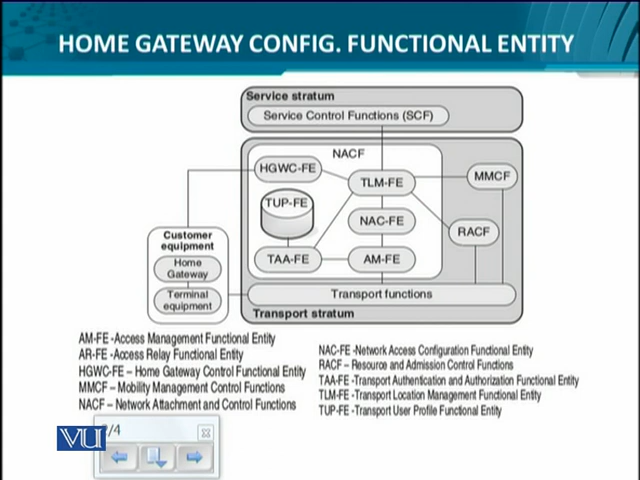 HOME GATEWAY CONFIG. FUNCTIONAL ENTITY
Service stratum
Service Control Functions (SCF)
NACF
HGWC-FE
TLM-FE
MMCF
TUP-FE
NAC-FE
RACF
Customer
equipment
Home
Gateway
TAA-FE
AM-FE
Terminal
equipment
Transport functions
Transport stratum
AM-FE -Access Management Functional Entity
AR-FE -Access Relay Functional Entity
HGWC-FE – Home Gateway Control Functional Entity
MMCF – Mobility Management Control Functions
NACF – Network Attachment and Control Functions
NAC-FE -Network Access Configuration Functional Entity
RACF – Resource and Admission Control Functions
TAA-FE -Transport Authentication and Authorization Functional Entity
TLM-FE -Transport Location Management Functional Entity
TUP-FE -Transport User Profile Functional Entity
VU
/4